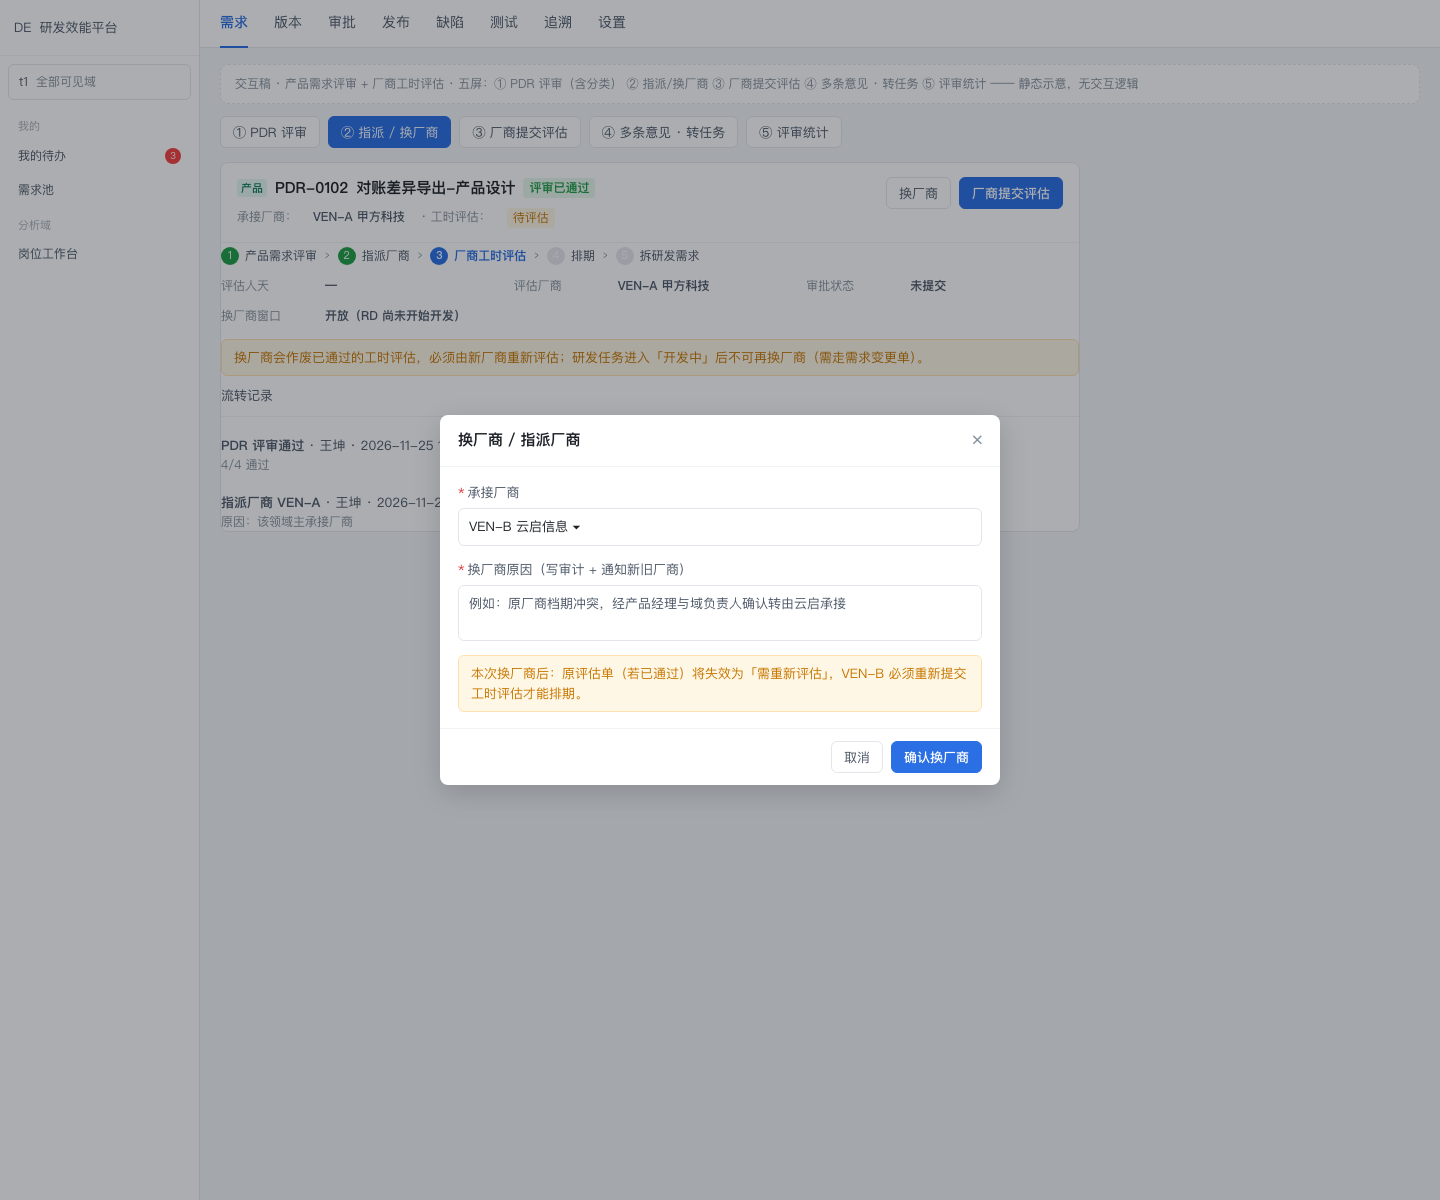 DE 研发效能平台
t1 全部可见域
我的
我的待办 3
需求池
分析域
岗位工作台
需求 版本 审批 发布 缺陷 测试 追溯 设置
交互稿 · 产品需求评审 + 厂商工时评估 · 五屏：① PDR 评审（含分类） ② 指派/换厂商 ③ 厂商提交评估 ④ 多条意见 · 转任务 ⑤ 评审统计 —— 静态示意，无交互逻辑
① PDR 评审 ② 指派 / 换厂商 ③ 厂商提交评估 ④ 多条意见 · 转任务 ⑤ 评审统计
产品 PDR-0102 对账差异导出-产品设计 评审已通过 换厂商 厂商提交评估
承接厂商： VEN-A 甲方科技 · 工时评估： 待评估
1 产品需求评审 › 2 指派厂商 › 3 厂商工时评估 › 4 排期 › 5 拆研发需求
评估人天 — 评估厂商 VEN-A 甲方科技 审批状态 未提交
换厂商窗口 开放（RD 尚未开始开发）
换厂商会作废已通过的工时评估，必须由新厂商重新评估；研发任务进入「开发中」后不可再换厂商（需走需求变更单）。
流转记录
PDR 评审通过 · 王坤 · 2026-11-25
4/4 通过
指派厂商 VEN-A · 王坤 · 2026-11-2
原因：该领域主承接厂商
换厂商 / 指派厂商 ×
* 承接厂商
VEN-B 云启信息
* 换厂商原因（写审计 + 通知新旧厂商）
例如：原厂商档期冲突，经产品经理与域负责人确认转由云启承接
本次换厂商后：原评估单（若已通过）将失效为「需重新评估」，VEN-B 必须重新提交
工时评估才能排期。
取消 确认换厂商